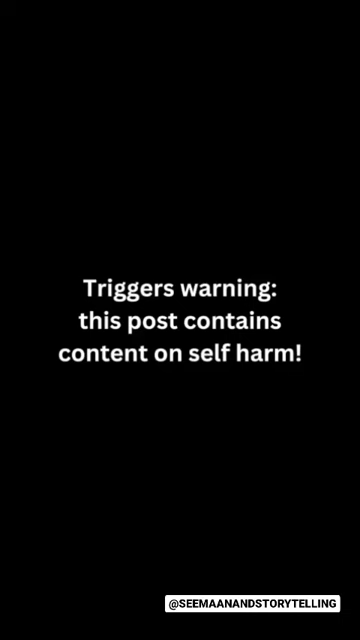 Triggers warning:
this post contains
content on self harm!
@SEEMAANANDSTORYTELLING